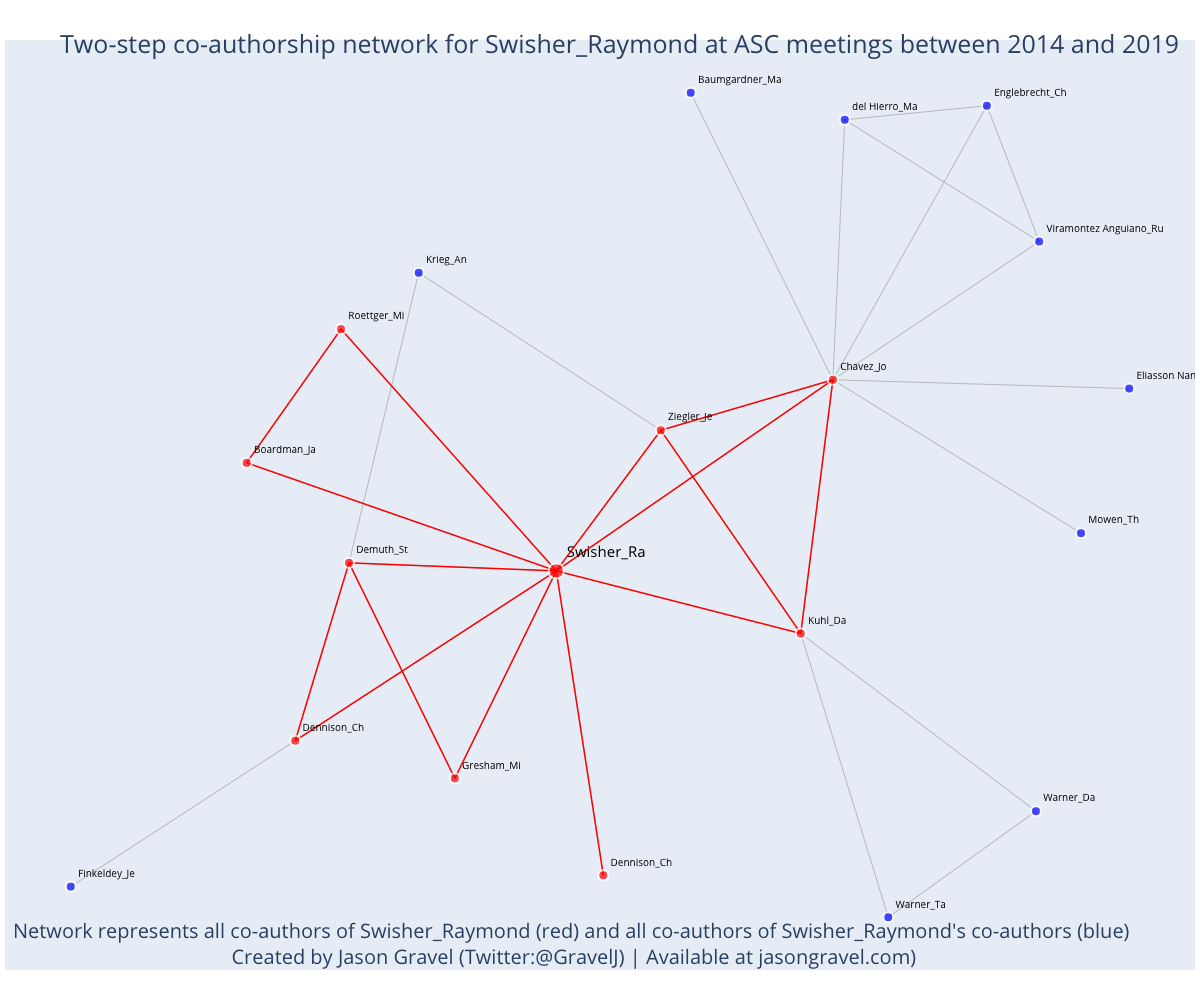 Two-step co-authorship network for Swisher_Raymond at ASC meetings between 2014 and 2019
Baumgardner_Ma
Englebrecht_Ch
del Hierro_Ma
Viramontez Anguiano_Ru
Krieg_An
Roettger_Mi
Chavez_Jo
Eliasson Nan
Ziegler_Je
Boardman_Ja
Mowen_Th
Demuth_St
Swisher_Ra
Kuhl_Da
Dennison_Ch
Gresham_Mi
Warner_Da
Dennison_Ch
Finkeldey_Je
Warner_Ta
Network represents all co-authors of Swisher_Raymond (red) and all co-authors of Swisher_Raymond's co-authors (blue)
Created by Jason Gravel (Twitter:@GravelJ) | Available at jasongravel.com)